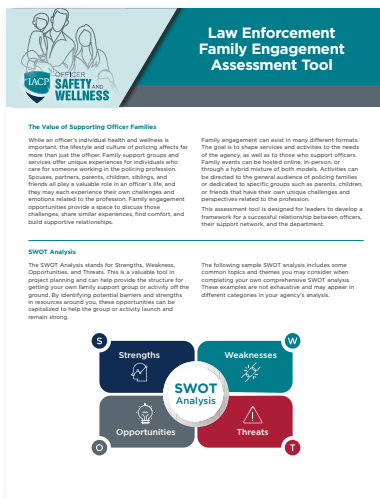 Law Enforcement
Family Engagement
Assessment Tool
IACP
OFFICER
SAFETY AND
WELLNESS
The Value of Supporting Officer Families
While an officer's individual health and wellness is
important, the lifestyle and culture of policing affects far
more than just the officer. Family support groups and
services offer unique experiences for individuals who
care for someone working in the policing profession.
Spouses, partners, parents, children, siblings, and
friends all play a valuable role in an officer's life, and
they may each experience their own challenges and
emotions related to the profession. Family engagement
opportunities provide a space to discuss those
challenges, share similar experiences, find comfort, and
build supportive relationships.
Family engagement can exist in many different formats.
The goal is to shape services and activities to the needs
of the agency, as well as to those who support officers.
Family events can be hosted online, in-person, or
through a hybrid mixture of both models. Activities can
be directed to the general audience of policing families
or dedicated to specific groups such as parents, children,
or friends that have their own unique challenges and
perspectives related to the profession.
This assessment tool is designed for leaders to develop a
framework for a successful relationship between officers,
their support network, and the department.
SWOT Analysis
The SWOT Analysis stands for Strengths, Weakness,
Opportunities, and Threats. This is a valuable tool in
project planning and can help provide the structure for
getting your own family support group or activity off the
ground. By identifying potential barriers and strengths
in resources around you, these opportunities can be
capitalized to help the group or activity launch and
remain strong.
The following sample SWOT analysis includes some
common topics and themes you may consider when
completing your own comprehensive SWOT analysis.
These examples are not exhaustive and may appear in
different categories in your agency's analysis.
S
W
Strengths
Weaknesses
SWOT
Analysis
Opportunities
Threats
O
T